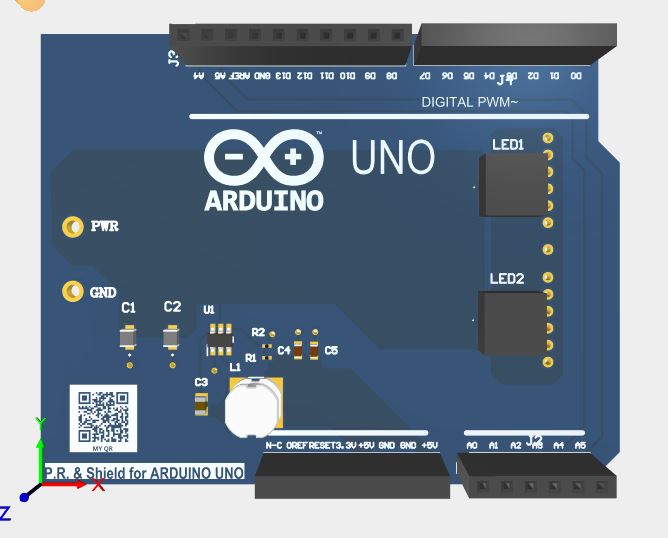 J3
A4 A5 AREF GND D13 D12 D11 D10 D9 D8
D7 D6 D5 D4 D3 D2 D1 D0
J4
DIGITAL PWM~
™
UNO
ARDUINO
LED1
PWR
GND
LED2
C1
C2
U1
R2
R1
C4
C5
L1
C3
MY QR
N-C OREF RESET 3.3V +5V GND GND +5V
A0 A1 A2 A3 A4 A5
J2
P.R. & Shield for ARDUINO UNO
Y
X
Z